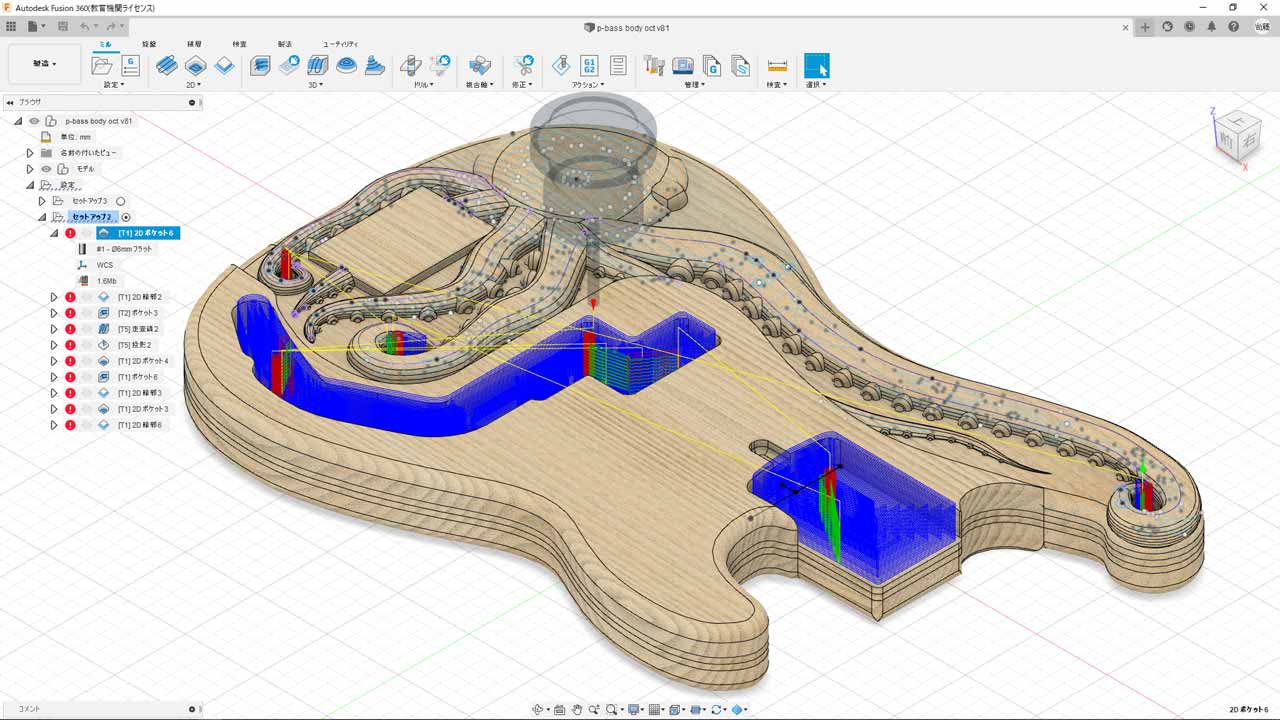 Autodesk Fusion 360(教育機関ライセンス)
p-bass body oct v81
製造
ミル 旋盤 積層 検査 製法 ユーティリティ
G
G1
G2
G
設定 2D 3D ドリル 複合軸 修正 アクション 管理 検査 選択
ブラウザ
p-bass body oct v81
単位: mm
名前の付いたビュー
モデル
設定
セットアップ3
セットアップ2
[T1] 2D ポケット6
#1 - Ø6mm フラット
WCS
1.6Mb
[T1] 2D 輪郭2
[T2] ポケット3
[T5] 走査線2
[T5] 投影2
[T1] 2D ポケット4
[T1] ポケット6
[T1] 2D 輪郭3
[T1] 2D ポケット3
[T1] 2D 輪郭6
Z
上
右
X
コメント
2D ポケット6